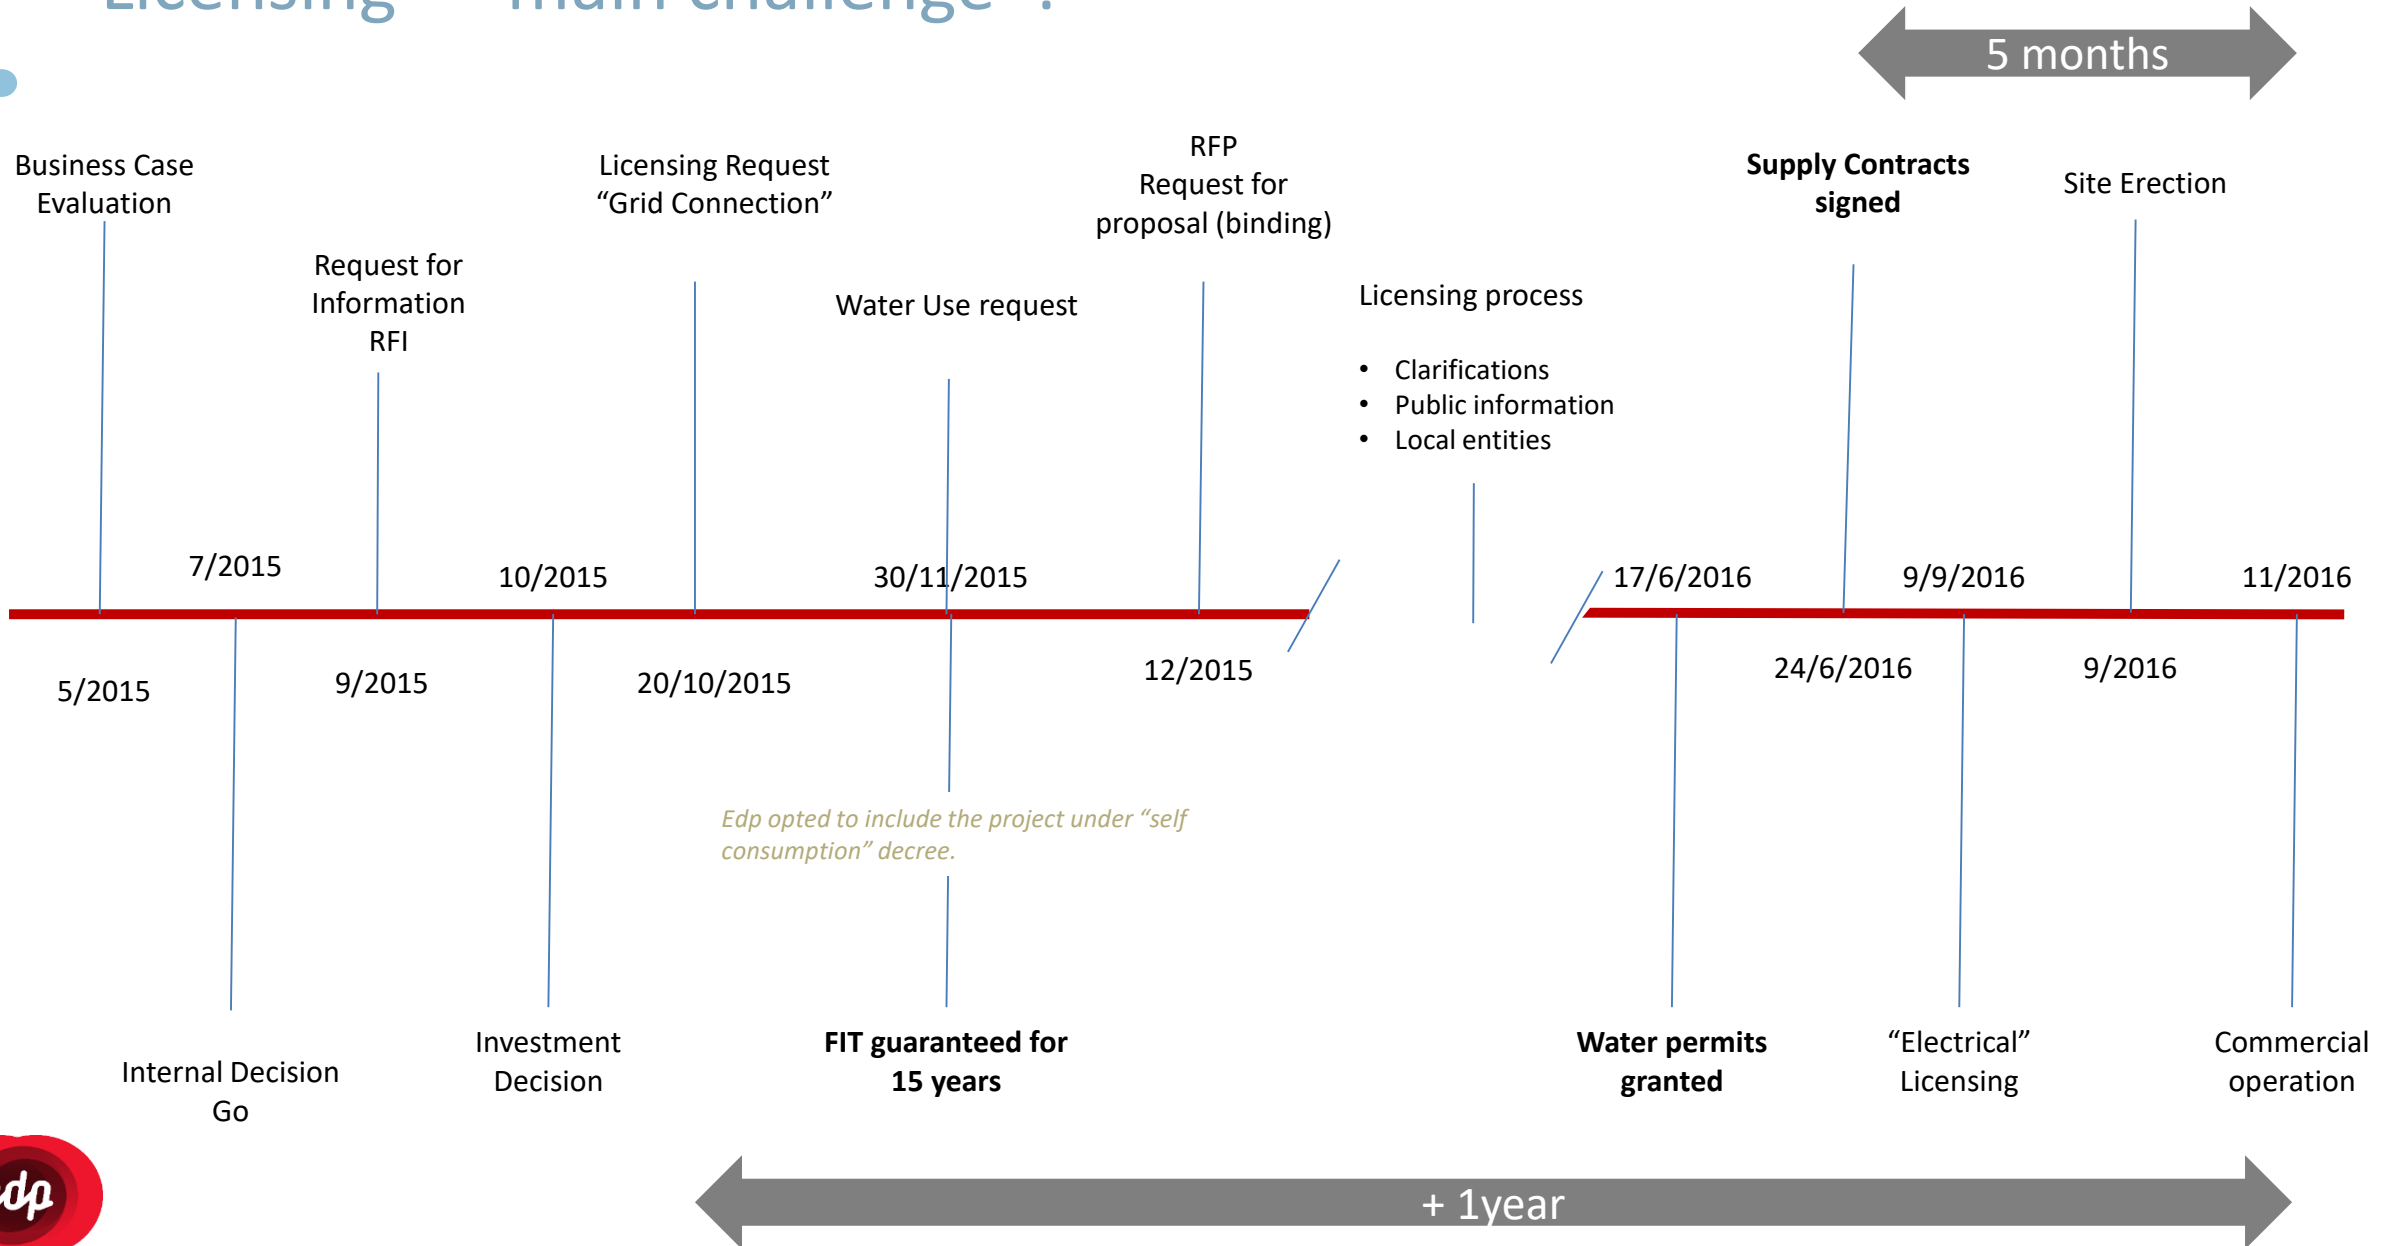 Licensing "main challenge"!
5 months
Business Case
Evaluation
Request for
Information
RFI
Licensing Request
“Grid Connection”
Water Use request
RFP
Request for
proposal (binding)
Licensing process
• Clarifications
• Public information
• Local entities
Supply Contracts
signed
Site Erection
7/2015
10/2015
30/11/2015
17/6/2016
9/9/2016
11/2016
5/2015
9/2015
20/10/2015
12/2015
24/6/2016
9/2016
Edp opted to include the project under “self
consumption” decree.
Internal Decision
Go
Investment
Decision
FIT guaranteed for
15 years
Water permits
granted
“Electrical”
Licensing
Commercial
operation
edp
+ 1year